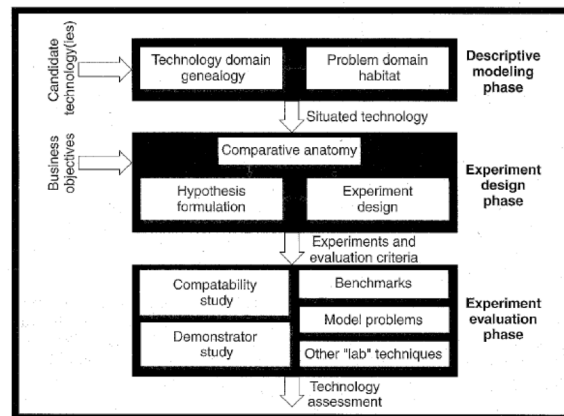 Candidate
technology(ies)
Technology domain
genealogy
Problem domain
habitat
Descriptive
modeling
phase
Situated technology
Business
objectives
Comparative anatomy
Hypothesis
formulation
Experiment
design
Experiment
design
phase
Experiments and
evaluation criteria
Compatability
study
Demonstrator
study
Benchmarks
Model problems
Other "lab" techniques
Experiment
evaluation
phase
Technology
assessment